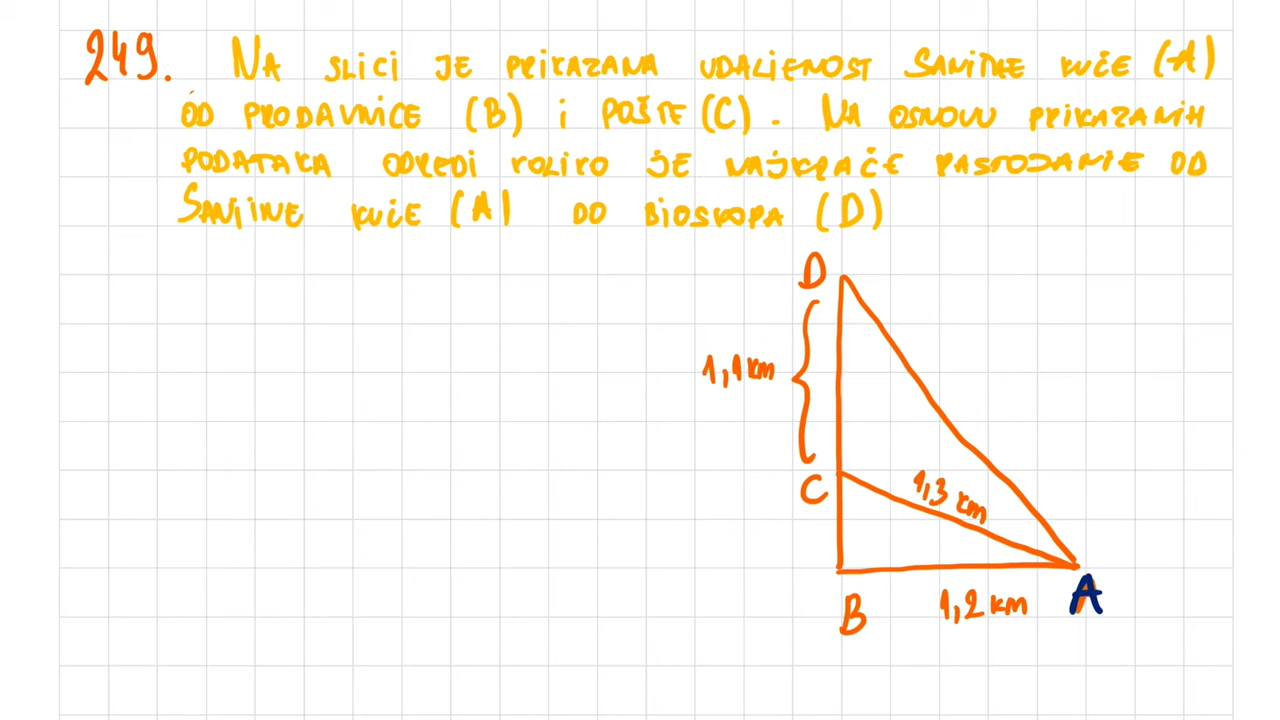 249. NA SLICI JE PRIKAZANA UDALJENOST SANJINE KUĆE (A)
OD PRODAVNICE (B) i POŠTE (C). NA OSNOVU PRIKAZANIH
PODATAKA ODREDI KOLIKO JE NAJKRAĆE RASTOJANJE OD
SANJINE KUĆE (A) DO BIOSKOPA (D)
D
1,1 km
C
1,3 km
B
1,2 km
A